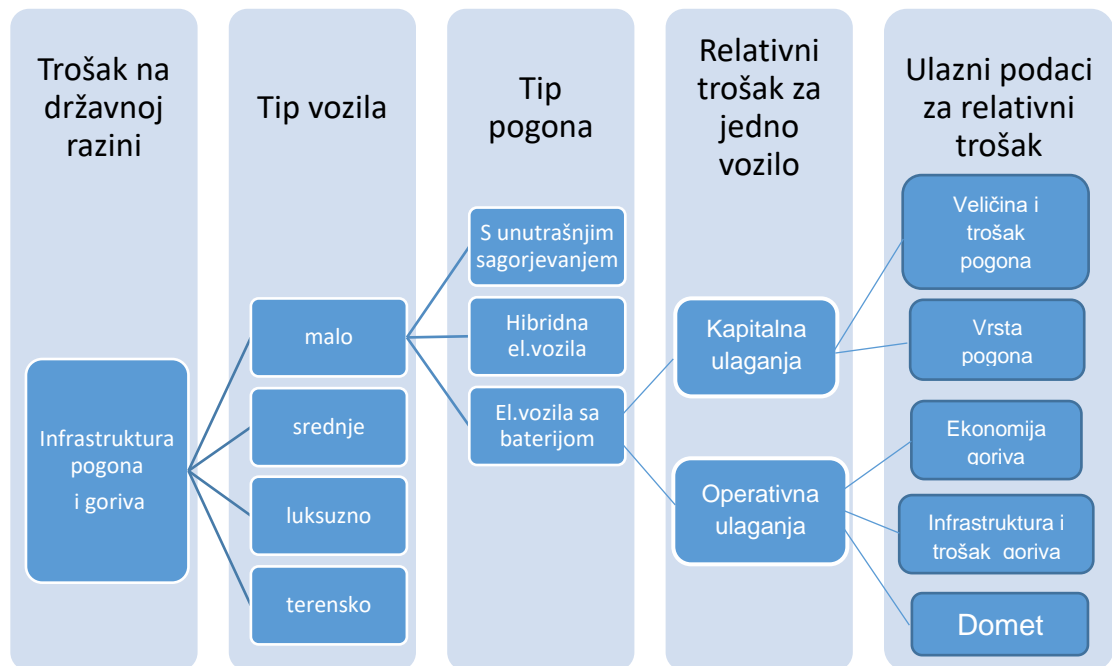 Trošak na
državnoj
razini
Infrastruktura
pogona
i goriva
Tip vozila
malo
srednje
luksuzno
terensko
Tip
pogona
S unutrašnjim
sagorjevanjem
Hibridna
el.vozila
El.vozila sa
baterijom
Relativni
trošak za
jedno
vozilo
Kapitalna
ulaganja
Operativna
ulaganja
Ulazni podaci
za relativni
trošak
Veličina i
trošak
pogona
Vrsta
pogona
Ekonomija
goriva
Infrastruktura i
trošak goriva
Domet